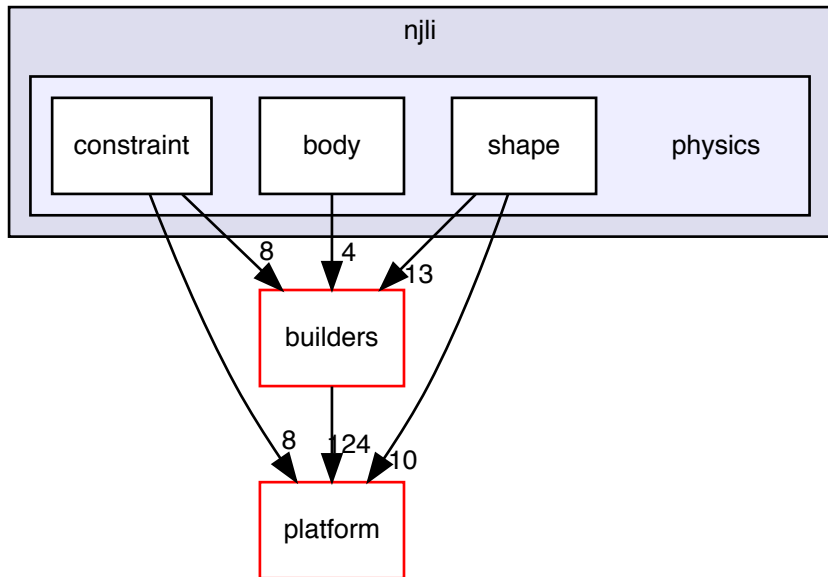 njli
constraint
body
shape
physics
8
4
13
builders
8
124
10
platform